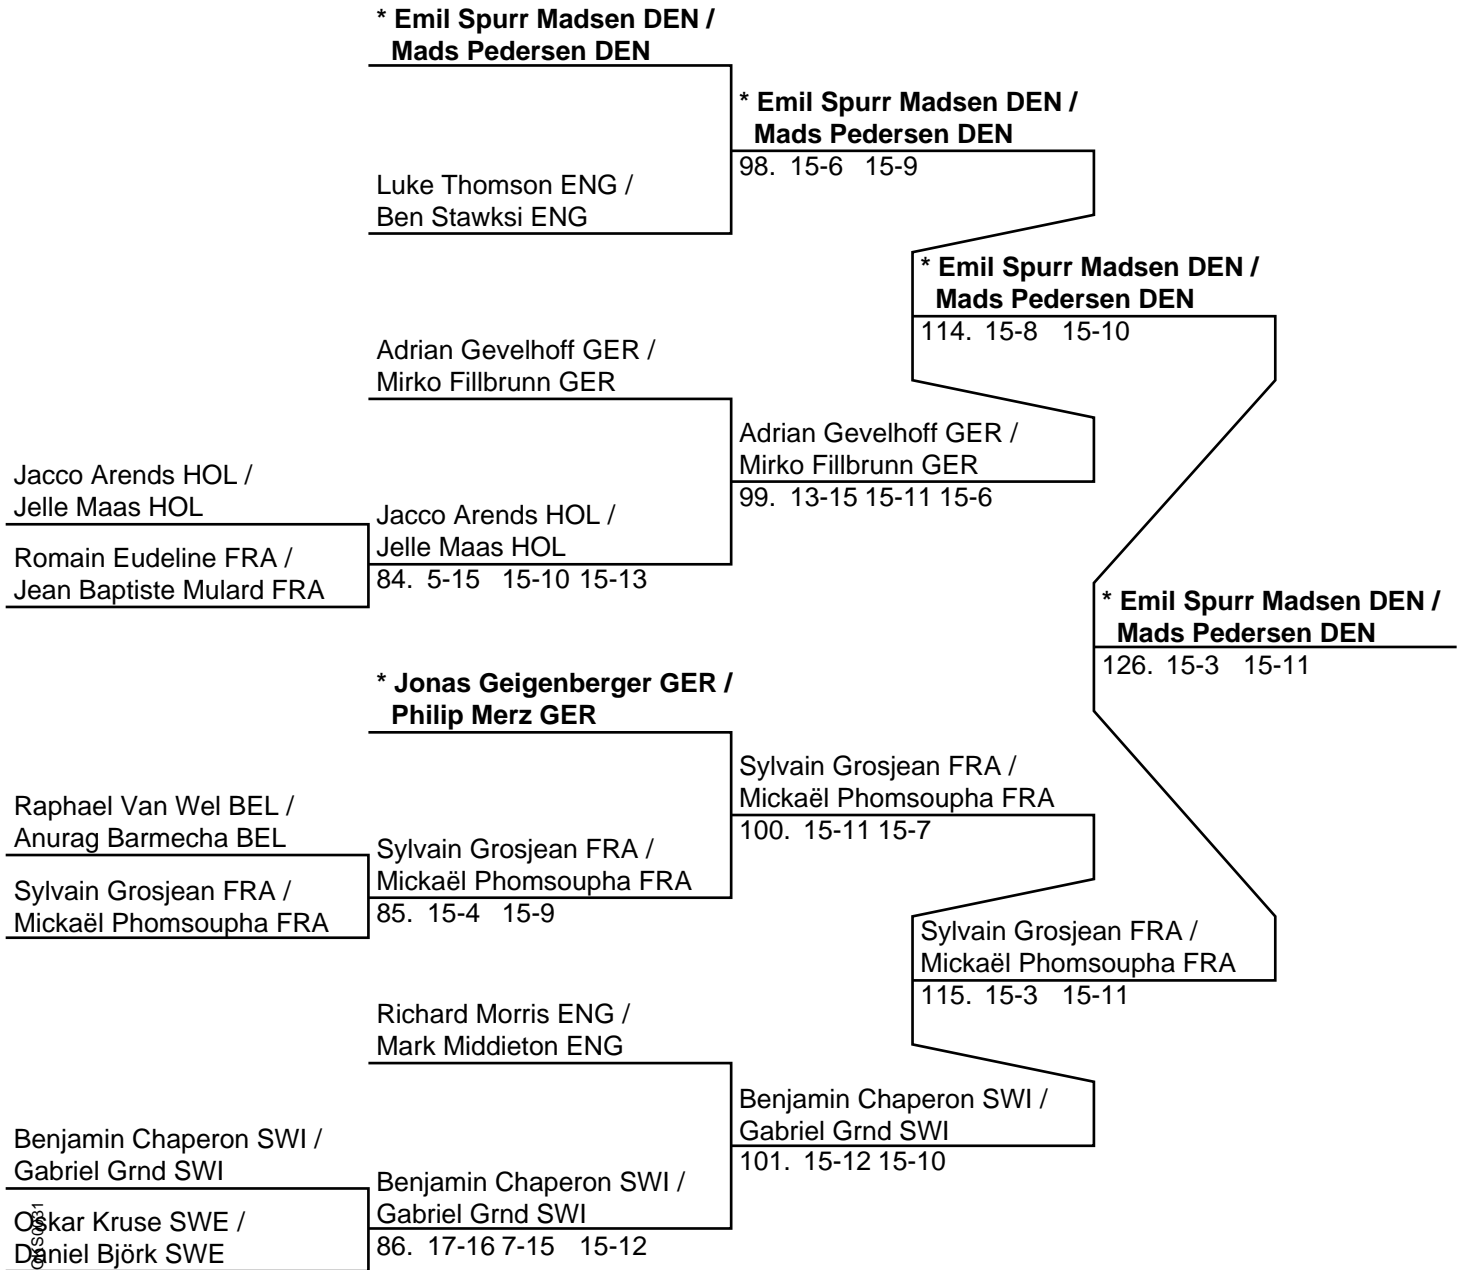 * Emil Spurr Madsen DEN /
Mads Pedersen DEN
* Emil Spurr Madsen DEN /
Mads Pedersen DEN
98. 15-6 15-9
Luke Thomson ENG /
Ben Stawksi ENG
* Emil Spurr Madsen DEN /
Mads Pedersen DEN
114. 15-8 15-10
Adrian Gevelhoff GER /
Mirko Fillbrunn GER
Adrian Gevelhoff GER /
Mirko Fillbrunn GER
99. 13-15 15-11 15-6
Jacco Arends HOL /
Jelle Maas HOL
Jacco Arends HOL /
Jelle Maas HOL
84. 5-15 15-10 15-13
Romain Eudeline FRA /
Jean Baptiste Mulard FRA
* Emil Spurr Madsen DEN /
Mads Pedersen DEN
126. 15-3 15-11
* Jonas Geigenberger GER /
Philip Merz GER
Sylvain Grosjean FRA /
Mickaël Phomsoupha FRA
100. 15-11 15-7
Raphael Van Wel BEL /
Anurag Barmecha BEL
Sylvain Grosjean FRA /
Mickaël Phomsoupha FRA
85. 15-4 15-9
Sylvain Grosjean FRA /
Mickaël Phomsoupha FRA
Sylvain Grosjean FRA /
Mickaël Phomsoupha FRA
115. 15-3 15-11
Richard Morris ENG /
Mark Middieton ENG
Benjamin Chaperon SWI /
Gabriel Grnd SWI
101. 15-12 15-10
Benjamin Chaperon SWI /
Gabriel Grnd SWI
Benjamin Chaperon SWI /
Gabriel Grnd SWI
86. 17-16 7-15 15-12
Oskar Kruse SWE /
Daniel Björk SWE